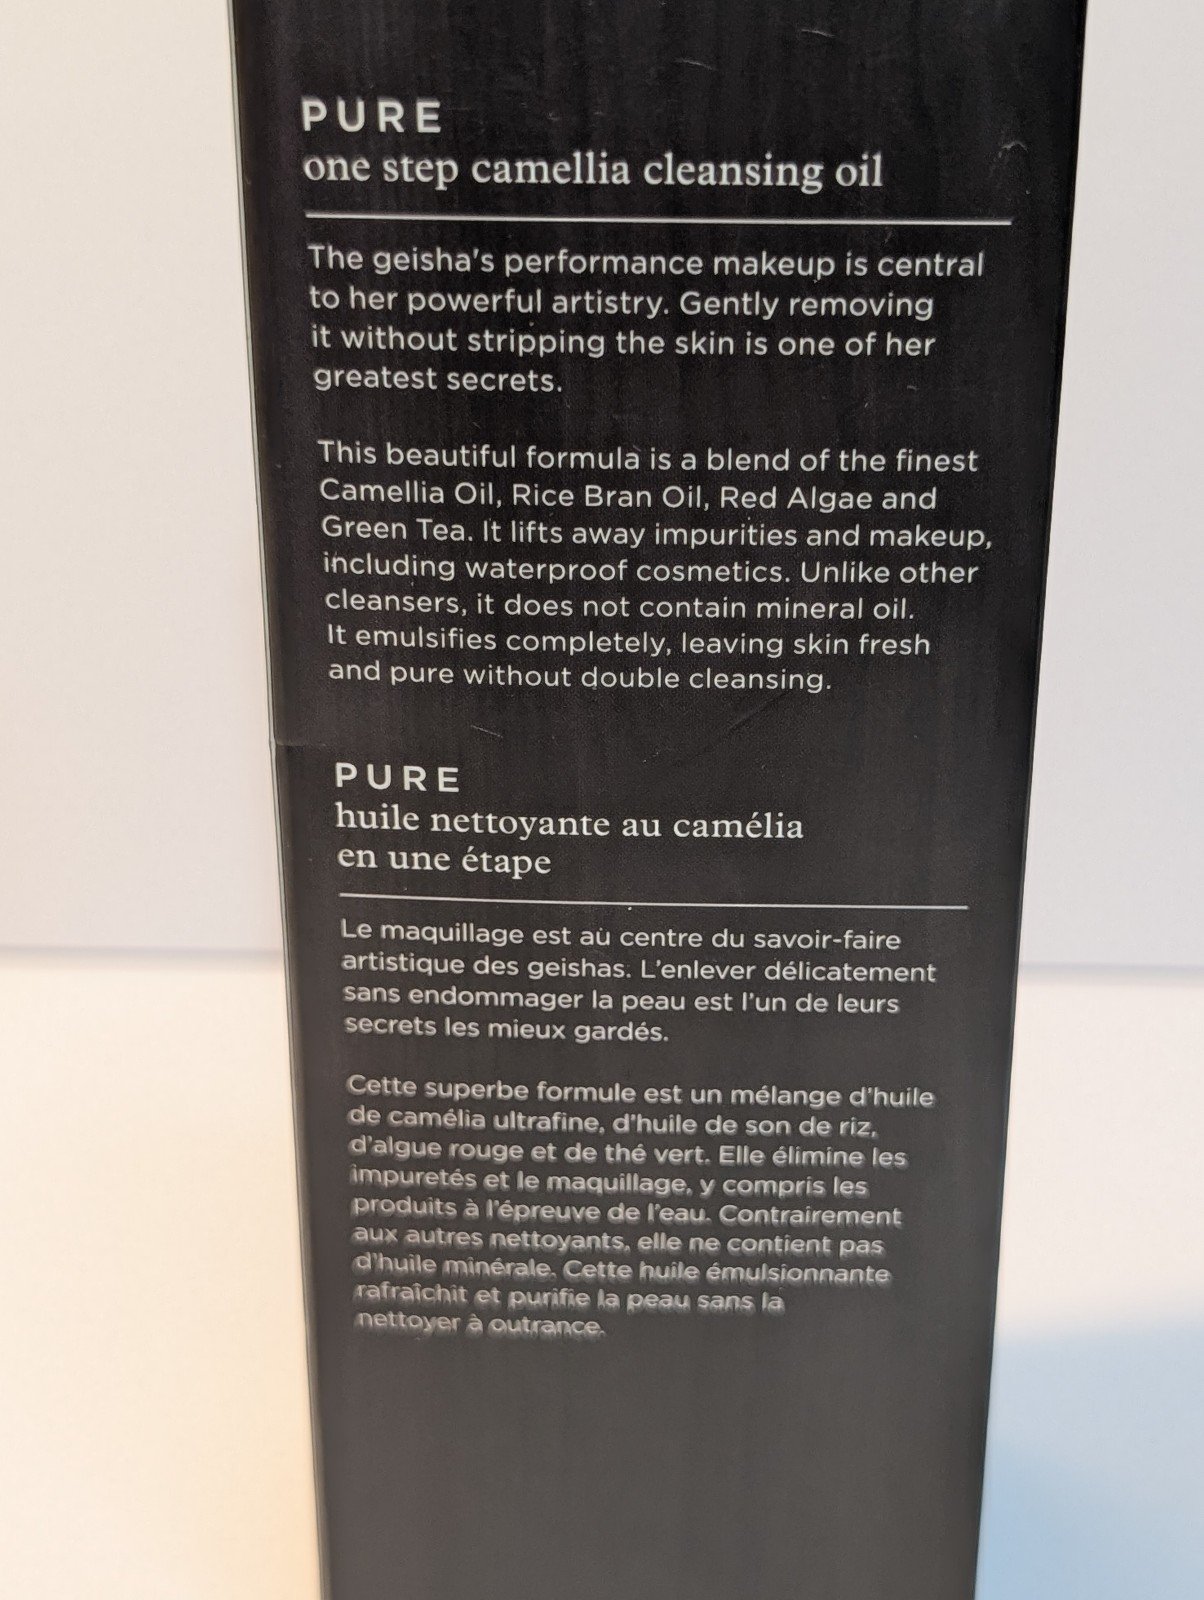 PURE
one step camellia cleansing oil
The geisha's performance makeup is central
to her powerful artistry. Gently removing
it without stripping the skin is one of her
greatest secrets.
This beautiful formula is a blend of the finest
Camellia Oil, Rice Bran Oil, Red Algae and
Green Tea. It lifts away impurities and makeup,
including waterproof cosmetics. Unlike other
cleansers, it does not contain mineral oil.
It emulsifies completely, leaving skin fresh
and pure without double cleansing.
PURE
huile nettoyante au camélia
en une étape
Le maquillage est au centre du savoir-faire
artistique des geishas. L'enlever délicatement
sans endommager la peau est l'un de leurs
secrets les mieux gardés.
Cette superbe formule est un mélange d'huile
de camélia ultrafine, d'huile de son de riz,
d'algue rouge et de thé vert. Elle élimine les
impuretés et le maquillage, y compris les
produits à l'épreuve de l'eau. Contrairement
aux autres nettoyants, elle ne contient pas
d'huile minérale. Cette huile émulsionnante
rafraîchit et purifie la peau sans la
nettoyer à outrance.